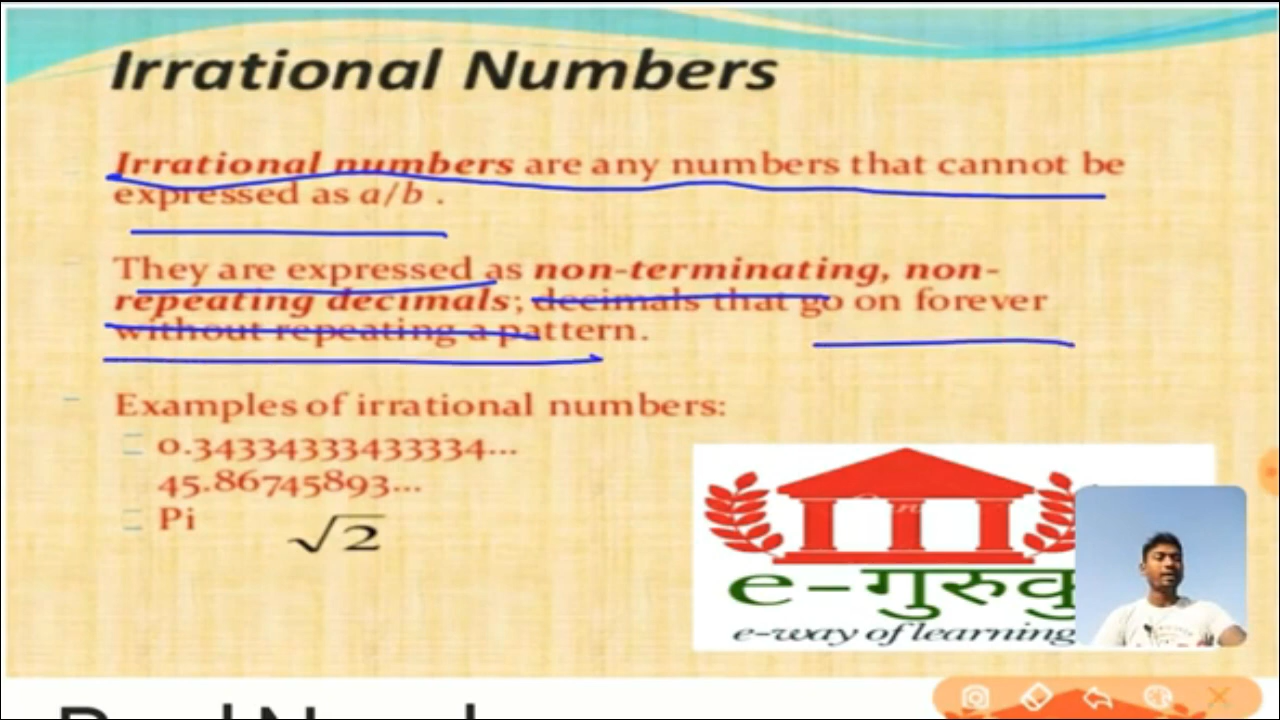 Irrational Numbers
Irrational numbers are any numbers that cannot be
expressed as a/b .
They are expressed as non-terminating, non-
repeating decimals; decimals that go on forever
without repeating a pattern.
Examples of irrational numbers:
0.34334333433334...
45.86745893...
Pi
√2
e-गुरुकु
e-way of learning